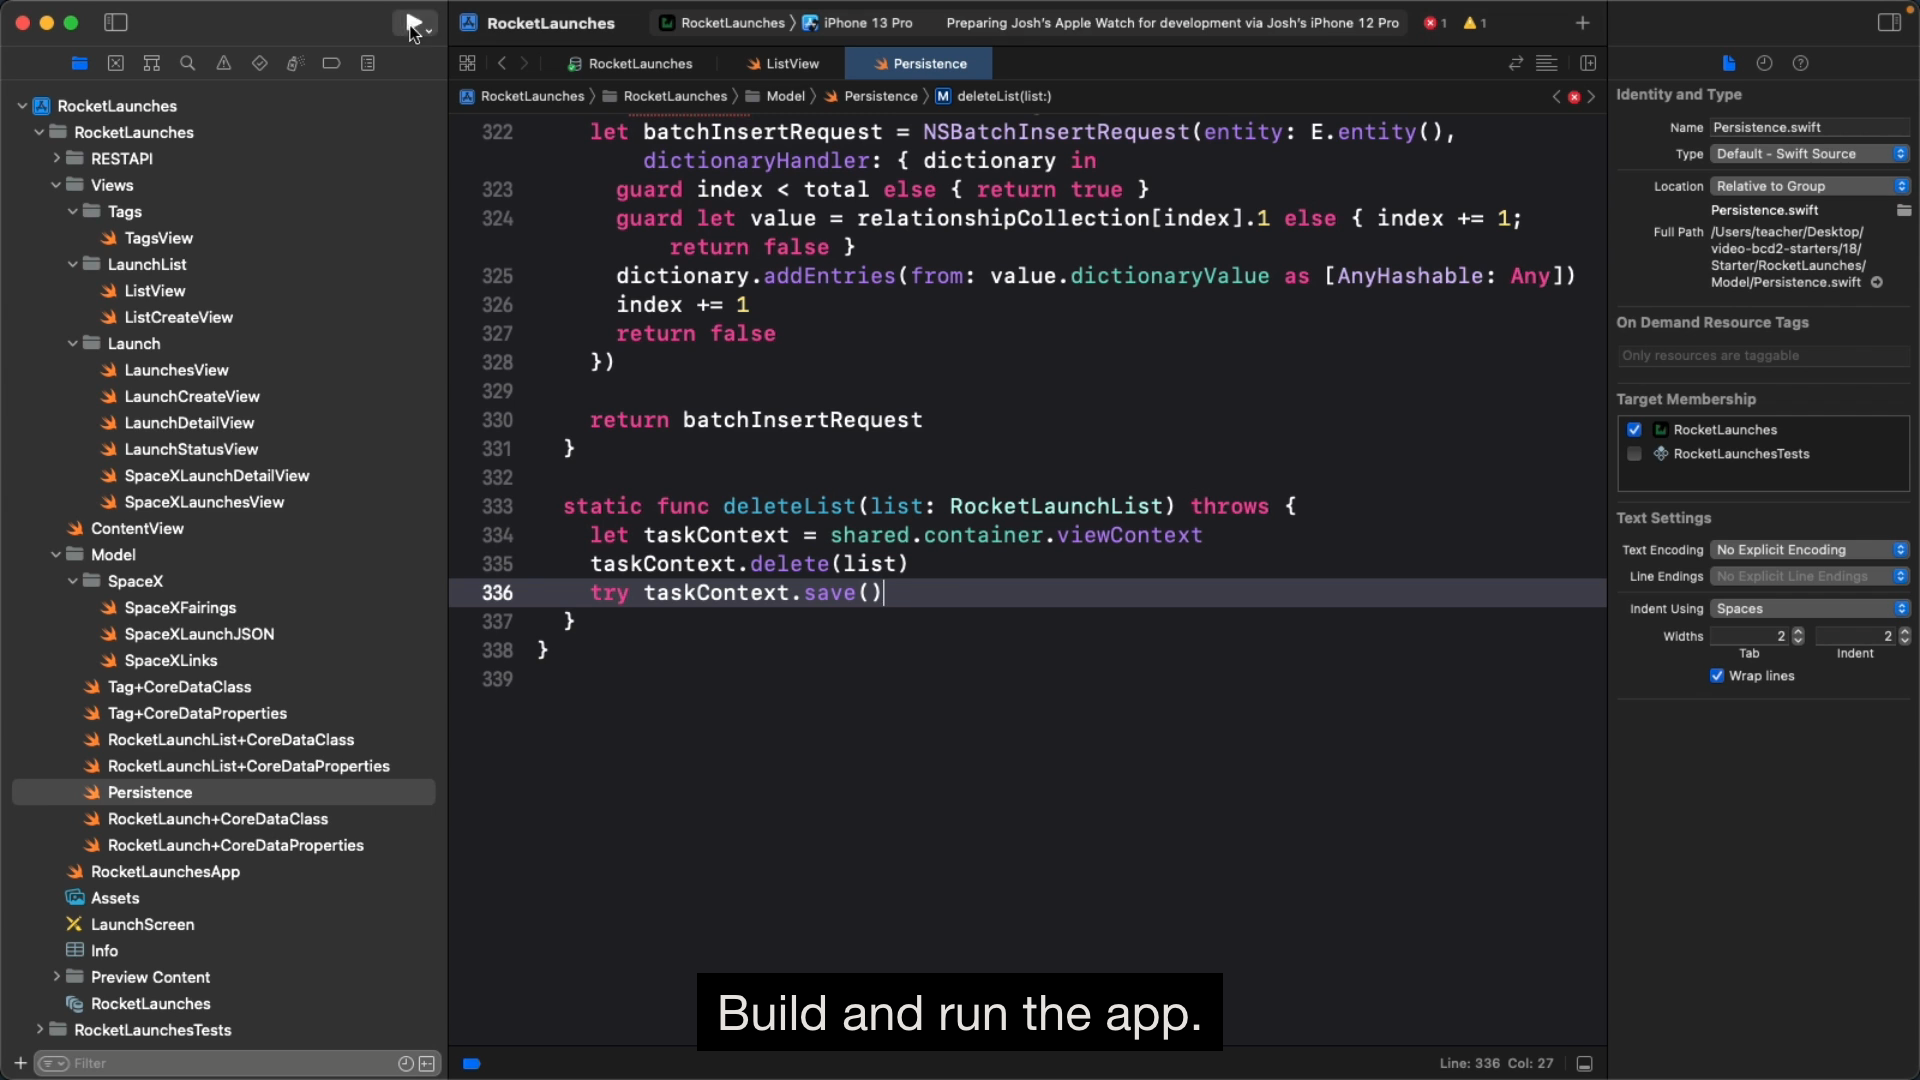 RocketLaunches
RocketLaunches 〉 iPhone 13 Pro
Preparing Josh's Apple Watch for development via Josh's iPhone 12 Pro
1
1
RocketLaunches
ListView
Persistence
RocketLaunches 〉 RocketLaunches 〉 Model 〉 Persistence 〉 M deleteList(list:)
RocketLaunches
RocketLaunches
RESTAPI
Views
Tags
TagsView
LaunchList
ListView
ListCreateView
Launch
LaunchesView
LaunchCreateView
LaunchDetailView
LaunchStatusView
SpaceXLaunchDetailView
SpaceXLaunchesView
ContentView
Model
SpaceX
SpaceXFairings
SpaceXLaunchJSON
SpaceXLinks
Tag+CoreDataClass
Tag+CoreDataProperties
RocketLaunchList+CoreDataClass
RocketLaunchList+CoreDataProperties
Persistence
RocketLaunch+CoreDataClass
RocketLaunch+CoreDataProperties
RocketLaunchesApp
Assets
LaunchScreen
Info
Preview Content
RocketLaunches
RocketLaunchesTests
Filter
322 let batchInsertRequest = NSBatchInsertRequest(entity: E.entity(),
dictionaryHandler: { dictionary in
323 guard index < total else { return true }
324 guard let value = relationshipCollection[index].1 else { index += 1;
return false }
325 dictionary.addEntries(from: value.dictionaryValue as [AnyHashable: Any])
326 index += 1
327 return false
328 })
329
330 return batchInsertRequest
331 }
332
333 static func deleteList(list: RocketLaunchList) throws {
334 let taskContext = shared.container.viewContext
335 taskContext.delete(list)
336 try taskContext.save()
337 }
338 }
339
Build and run the app.
Line: 336 Col: 27
Identity and Type
Name Persistence.swift
Type Default - Swift Source
Location Relative to Group
Persistence.swift
Full Path /Users/teacher/Desktop/
video-bcd2-starters/18/
Starter/RocketLaunches/
Model/Persistence.swift
On Demand Resource Tags
Only resources are taggable
Target Membership
RocketLaunches
RocketLaunchesTests
Text Settings
Text Encoding No Explicit Encoding
Line Endings No Explicit Line Endings
Indent Using Spaces
Widths 2 2
Tab Indent
Wrap lines